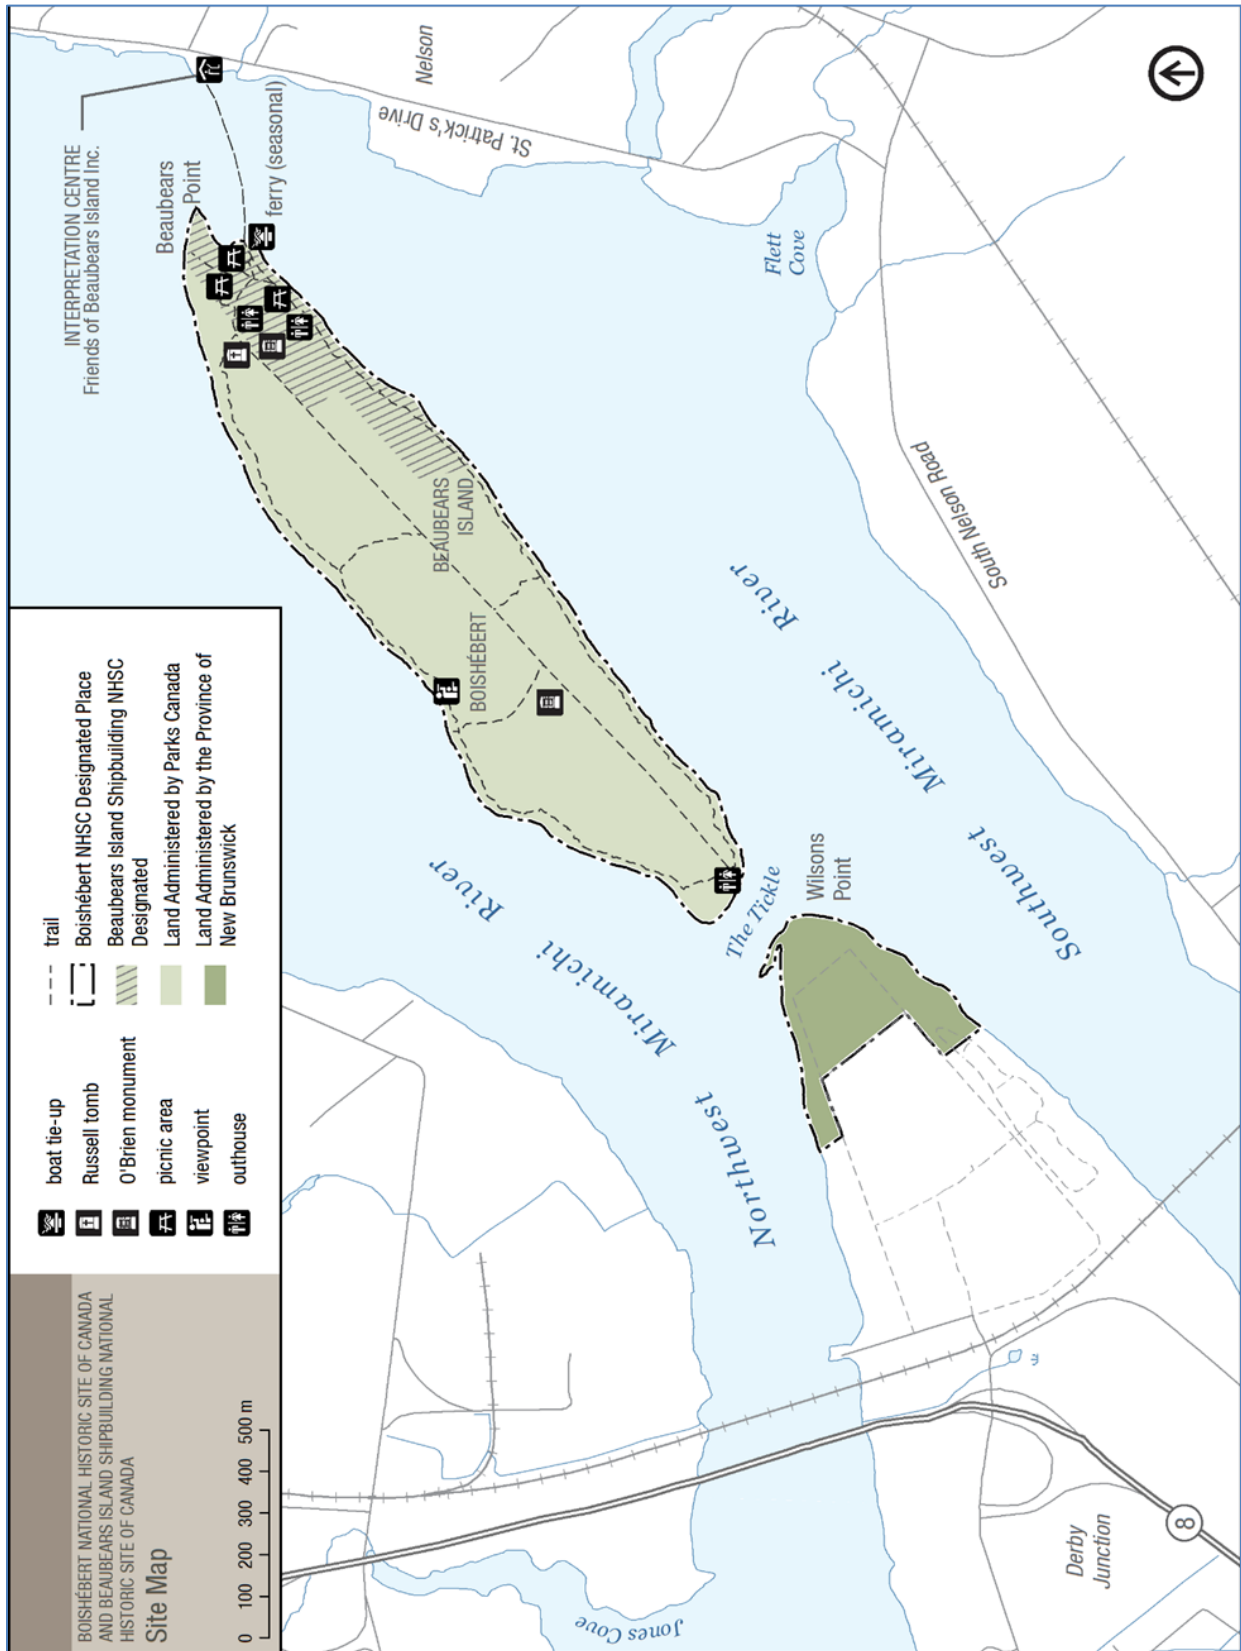 BOISHÉBERT NATIONAL HISTORIC SITE OF CANADA
AND BEAUBEARS ISLAND SHIPBUILDING NATIONAL
HISTORIC SITE OF CANADA
Site Map
0 100 200 300 400 500 m
boat tie-up
Russell tomb
O'Brien monument
picnic area
viewpoint
outhouse
trail
Boishébert NHSC Designated Place
Beaubears Island Shipbuilding NHSC
Designated
Land Administered by Parks Canada
Land Administered by the Province of
New Brunswick
INTERPRETATION CENTRE
Friends of Beaubears Island Inc.
Beaubears
Point
ferry (seasonal)
Nelson
St. Patrick's Drive
BEAUBEARS
ISLAND
BOISHÉBERT
Flett
Cove
South Nelson Road
The Tickle
Wilsons
Point
Northwest Miramichi River
Southwest Miramichi River
Jones Cove
Derby
Junction
8